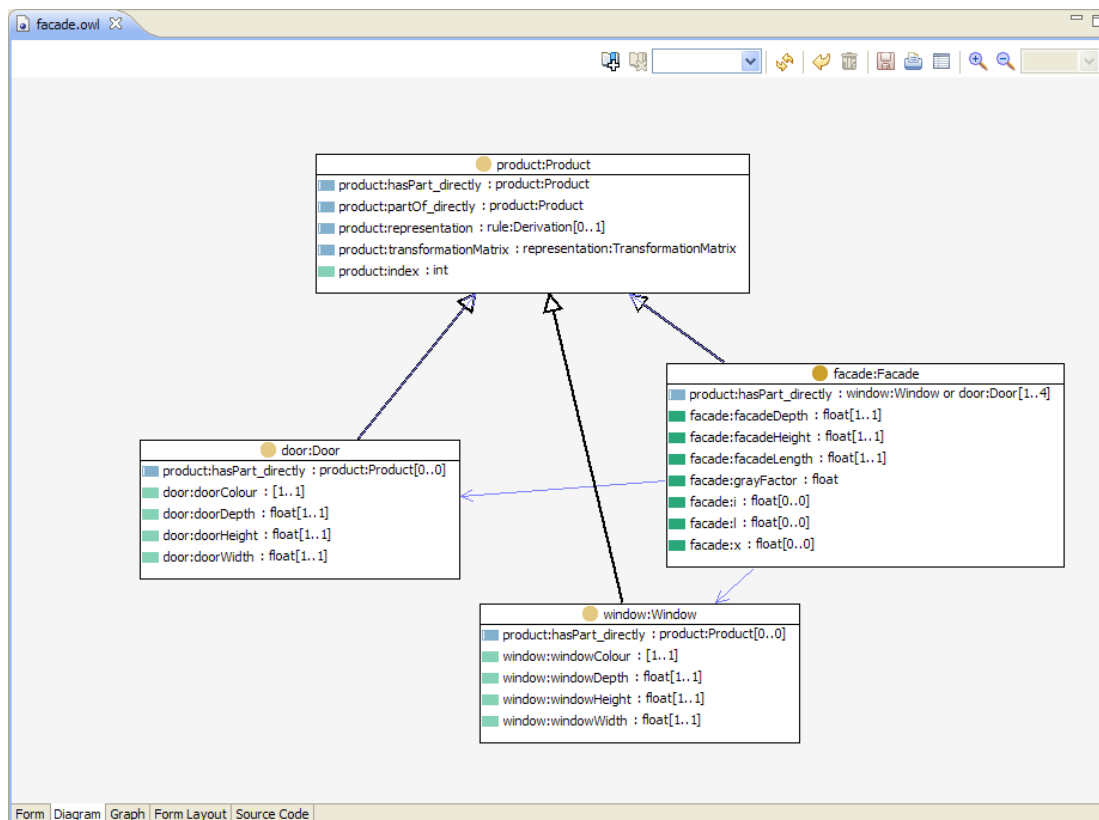 facade.owl
product:Product
product:hasPart_directly : product:Product
product:partOf_directly : product:Product
product:representation : rule:Derivation[0..1]
product:transformationMatrix : representation:TransformationMatrix
product:index : int
facade:Facade
product:hasPart_directly : window:Window or door:Door[1..4]
facade:facadeDepth : float[1..1]
facade:facadeHeight : float[1..1]
facade:facadeLength : float[1..1]
facade:grayFactor : float
facade:i : float[0..0]
facade:l : float[0..0]
facade:x : float[0..0]
door:Door
product:hasPart_directly : product:Product[0..0]
door:doorColour : [1..1]
door:doorDepth : float[1..1]
door:doorHeight : float[1..1]
door:doorWidth : float[1..1]
window:Window
product:hasPart_directly : product:Product[0..0]
window:windowColour : [1..1]
window:windowDepth : float[1..1]
window:windowHeight : float[1..1]
window:windowWidth : float[1..1]
Form Diagram Graph Form Layout Source Code